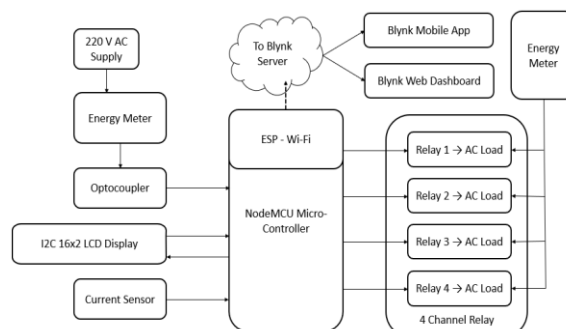 220 V AC
Supply
Energy Meter
Optocoupler
I2C 16x2 LCD Display
Current Sensor
To Blynk
Server
ESP - Wi-Fi
NodeMCU Micro-
Controller
Blynk Mobile App
Blynk Web Dashboard
Energy
Meter
Relay 1 → AC Load
Relay 2 → AC Load
Relay 3 → AC Load
Relay 4 → AC Load
4 Channel Relay